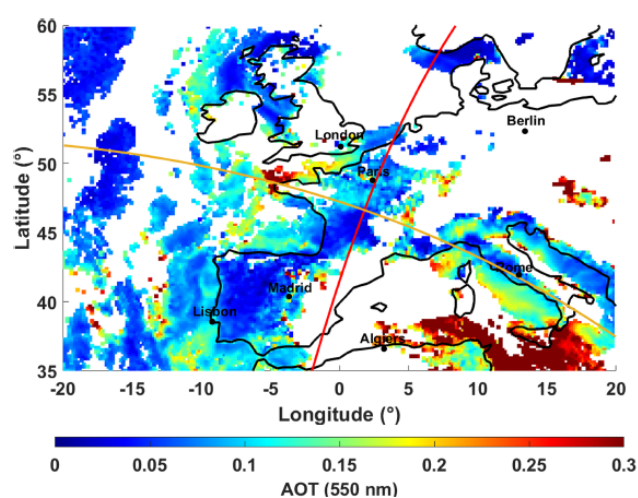 60
55
50
45
40
35
Latitude (°)
London
Berlin
Paris
Rome
Madrid
Lisbon
Algiers
-20 -15 -10 -5 0 5 10 15 20
Longitude (°)
0 0.05 0.1 0.15 0.2 0.25 0.3
AOT (550 nm)